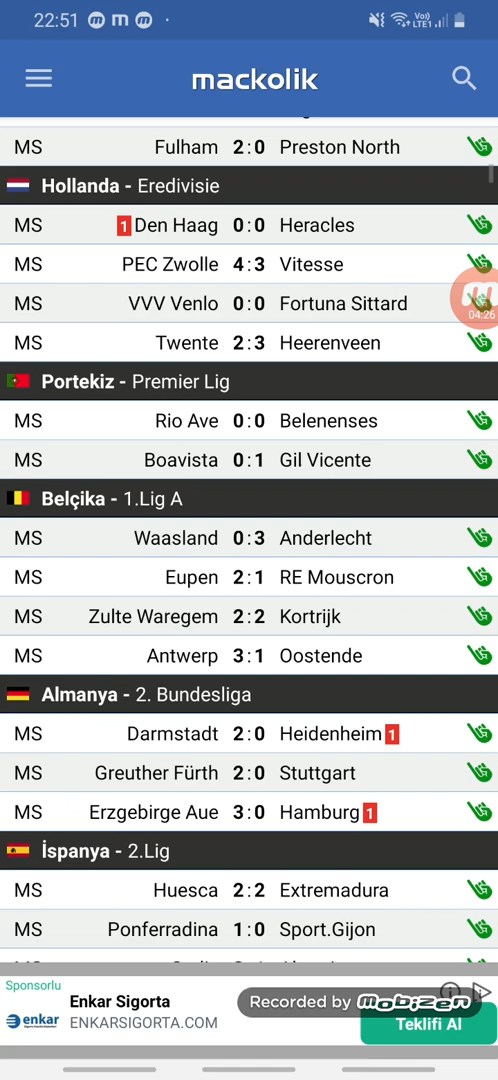 22:51 m m m ·
Vo)) LTE1
mackolik
MS Fulham 2:0 Preston North
Hollanda - Eredivisie
MS 1 Den Haag 0:0 Heracles
MS PEC Zwolle 4:3 Vitesse
MS VVV Venlo 0:0 Fortuna Sittard
04:26
MS Twente 2:3 Heerenveen
Portekiz - Premier Lig
MS Rio Ave 0:0 Belenenses
MS Boavista 0:1 Gil Vicente
Belçika - 1.Lig A
MS Waasland 0:3 Anderlecht
MS Eupen 2:1 RE Mouscron
MS Zulte Waregem 2:2 Kortrijk
MS Antwerp 3:1 Oostende
Almanya - 2. Bundesliga
MS Darmstadt 2:0 Heidenheim 1
MS Greuther Fürth 2:0 Stuttgart
MS Erzgebirge Aue 3:0 Hamburg 1
İspanya - 2.Lig
MS Huesca 2:2 Extremadura
MS Ponferradina 1:0 Sport.Gijon
Sponsorlu
enkar
Enkar Sigorta
ENKARSIGORTA.COM
Recorded by Mobizen
Teklifi Al